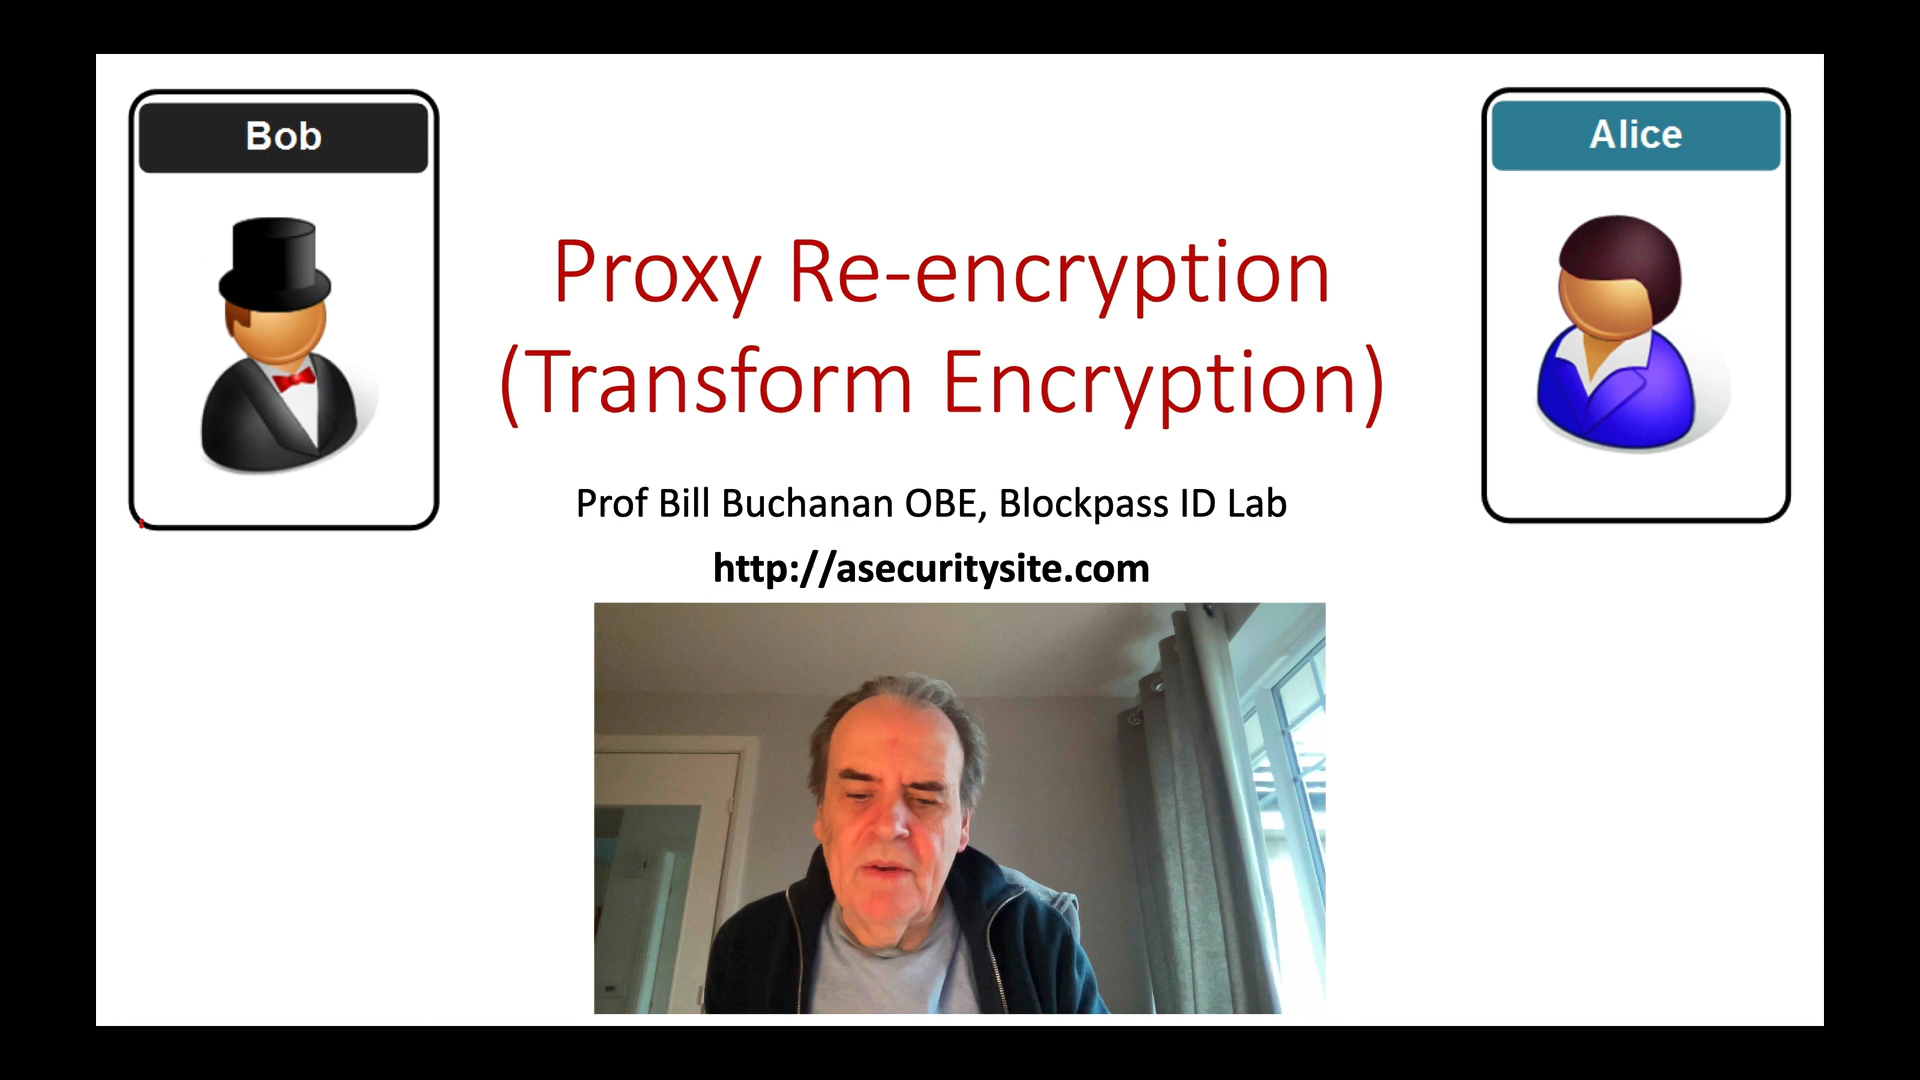 Bob
Alice
Proxy Re-encryption
(Transform Encryption)
Prof Bill Buchanan OBE, Blockpass ID Lab
http://asecuritysite.com